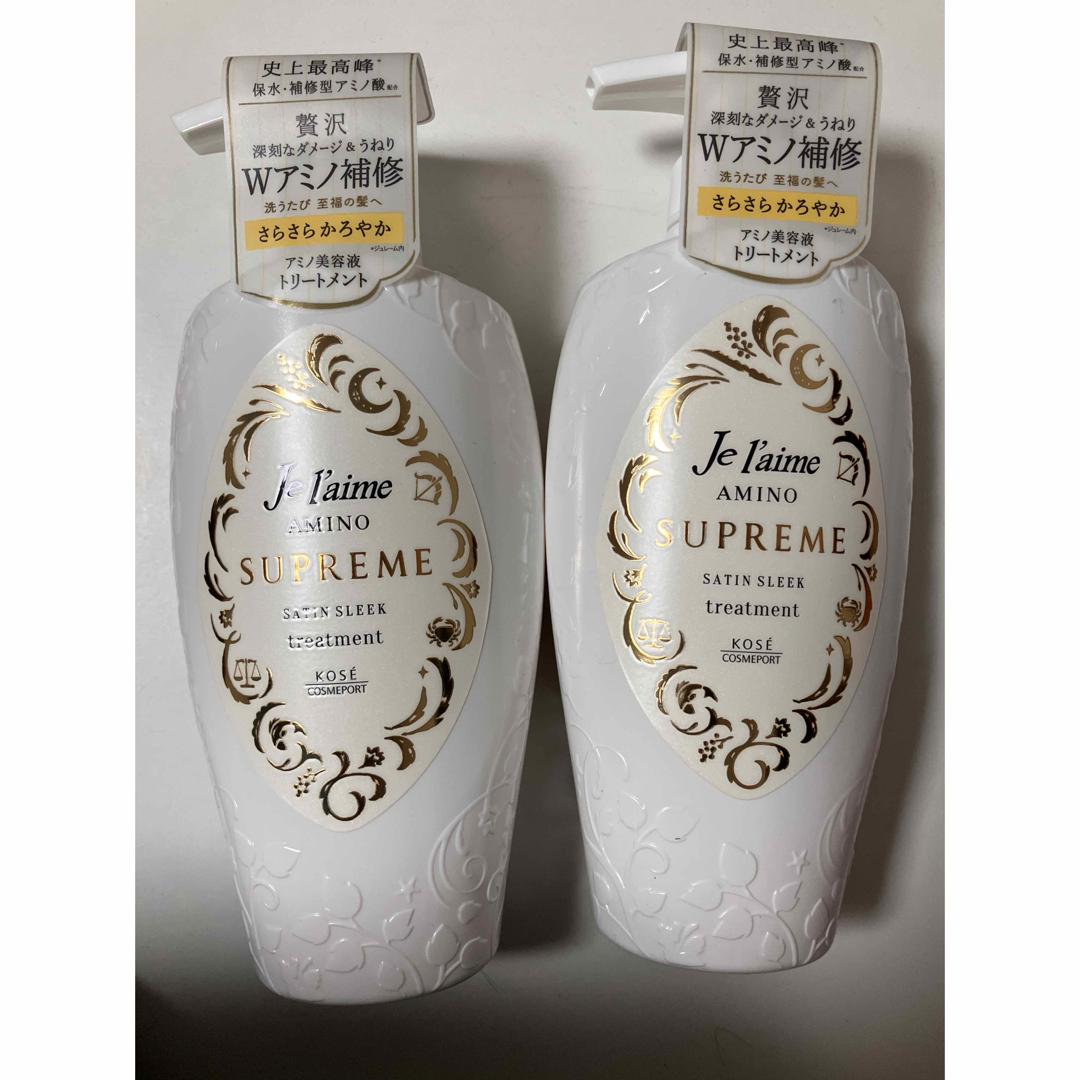 史上最高峰*
保水・補修型アミノ酸配合
贅沢
深刻なダメージ&うねり
Wアミノ補修
洗うたび 至福の髪へ
さらさら かろやか
*ジュレーム内
アミノ美容液
トリートメント
Je l'aime
AMINO
SUPREME
SATIN SLEEK
treatment
KOSÉ
COSMEPORT
史上最高峰*
保水・補修型アミノ酸配合
贅沢
深刻なダメージ&うねり
Wアミノ補修
洗うたび 至福の髪へ
さらさら かろやか
*ジュレーム内
アミノ美容液
トリートメント
Je l'aime
AMINO
SUPREME
SATIN SLEEK
treatment
KOSÉ
COSMEPORT